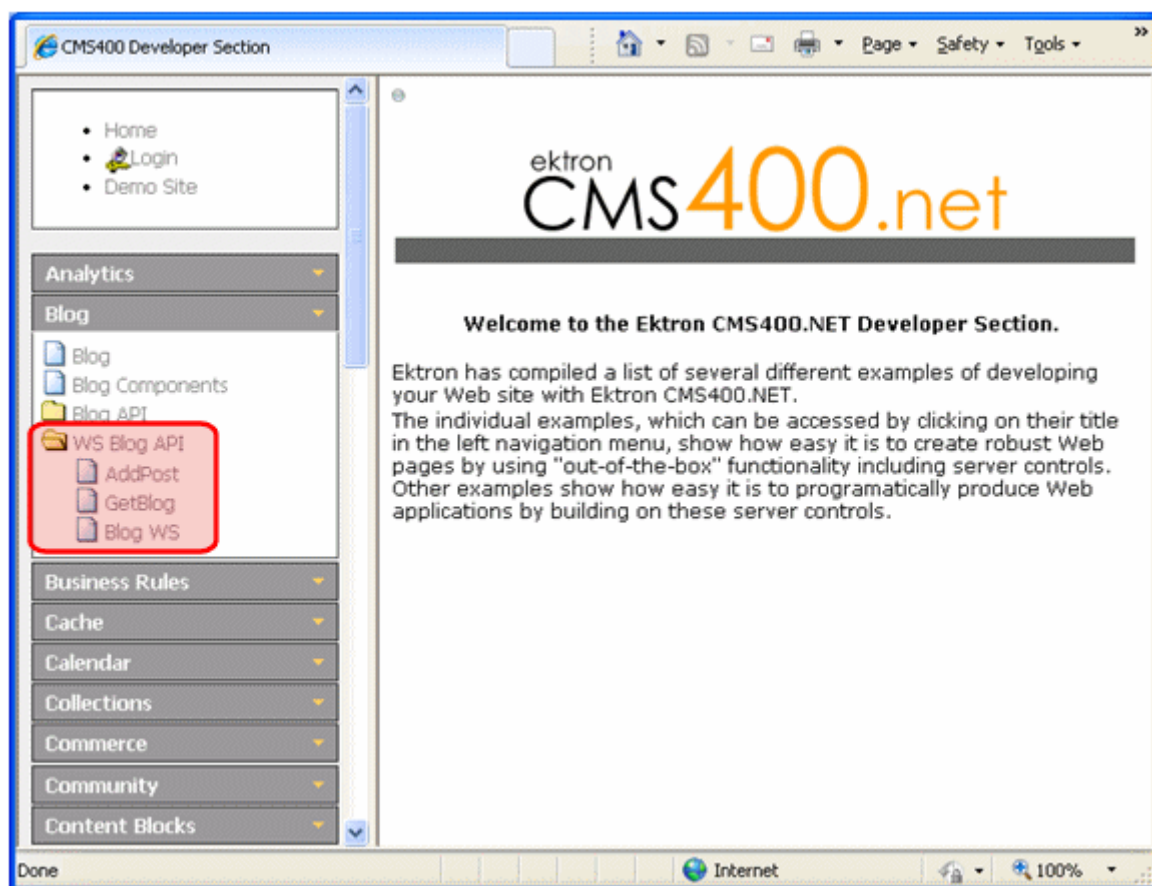 CMS400 Developer Section
Page
Safety
Tools
»
Home
Login
Demo Site
Analytics
Blog
Blog
Blog Components
Blog API
WS Blog API
AddPost
GetBlog
Blog WS
Business Rules
Cache
Calendar
Collections
Commerce
Community
Content Blocks
ektron
CMS400.net
Welcome to the Ektron CMS400.NET Developer Section.
Ektron has compiled a list of several different examples of developing
your Web site with Ektron CMS400.NET.
The individual examples, which can be accessed by clicking on their title
in the left navigation menu, show how easy it is to create robust Web
pages by using "out-of-the-box" functionality including server controls.
Other examples show how easy it is to programatically produce Web
applications by building on these server controls.
Done
Internet
100%